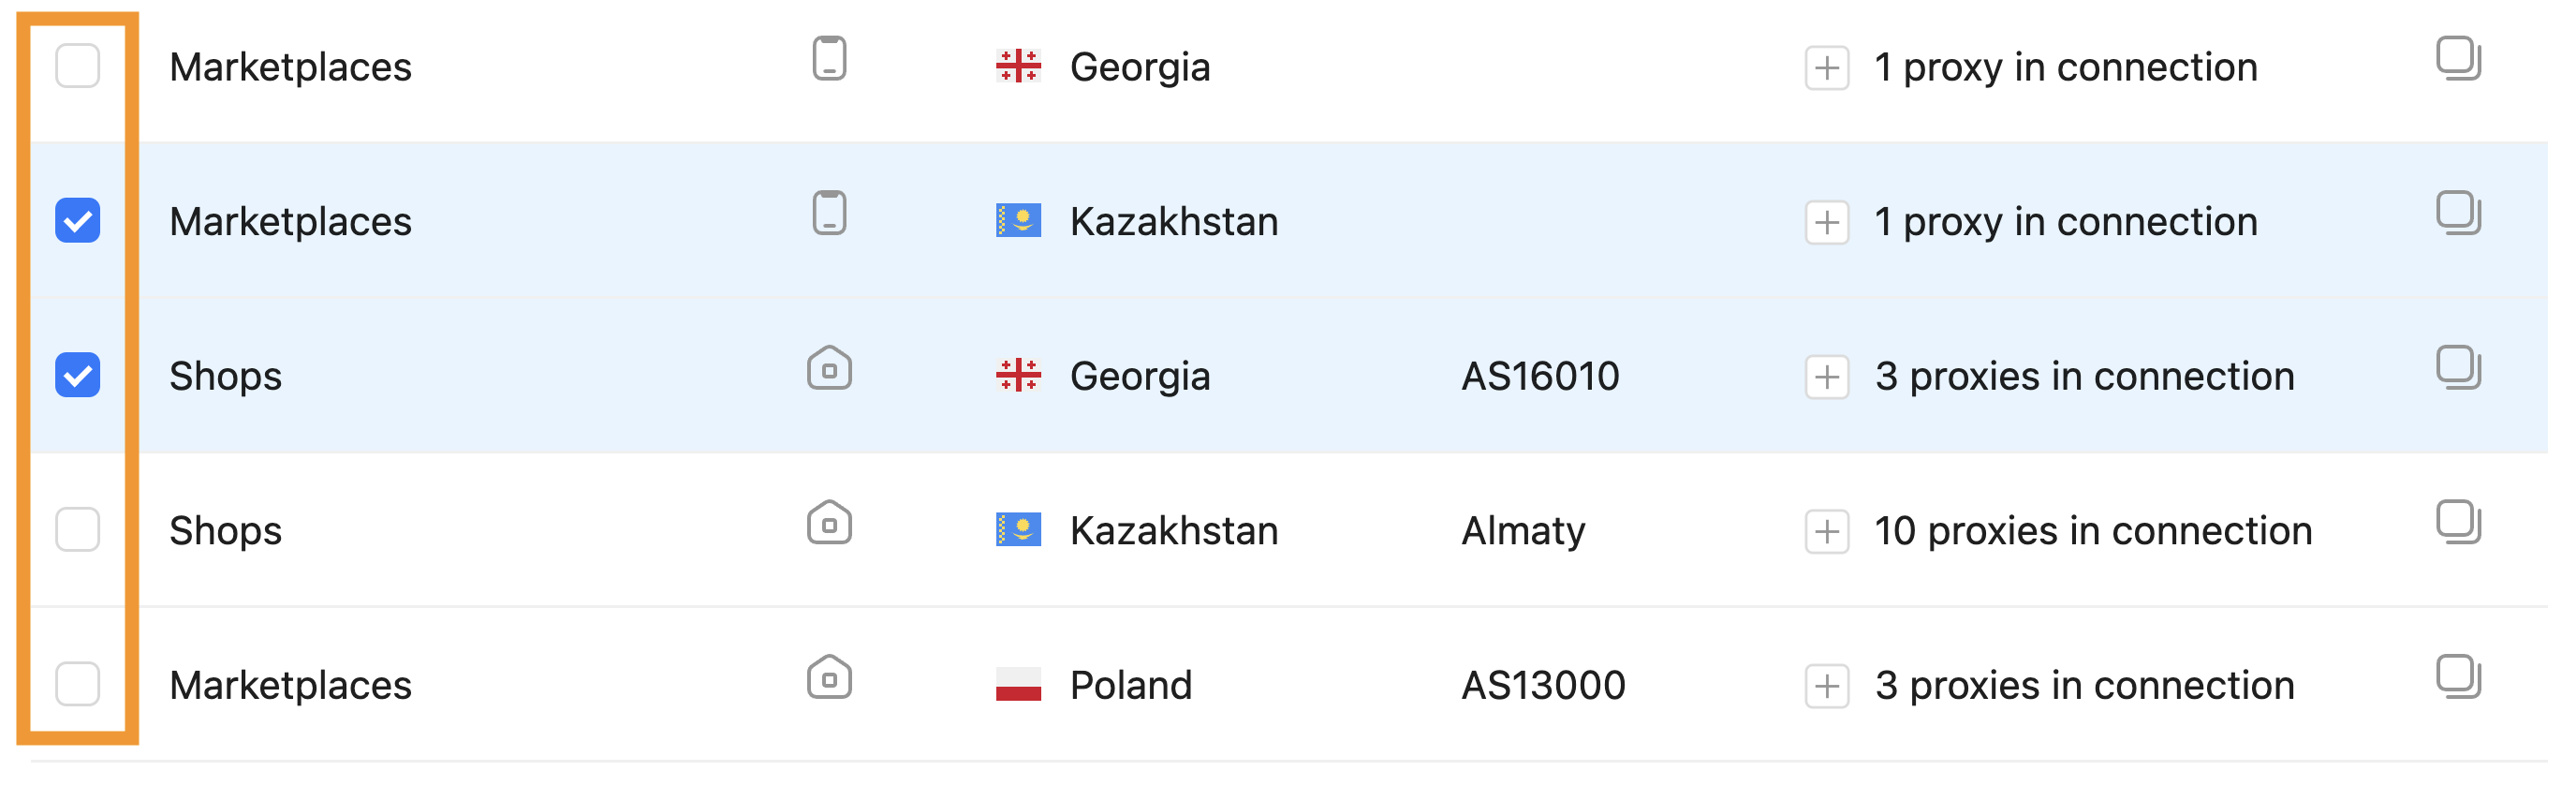 Marketplaces Georgia 1 proxy in connection
Marketplaces Kazakhstan 1 proxy in connection
Shops Georgia AS16010 3 proxies in connection
Shops Kazakhstan Almaty 10 proxies in connection
Marketplaces Poland AS13000 3 proxies in connection